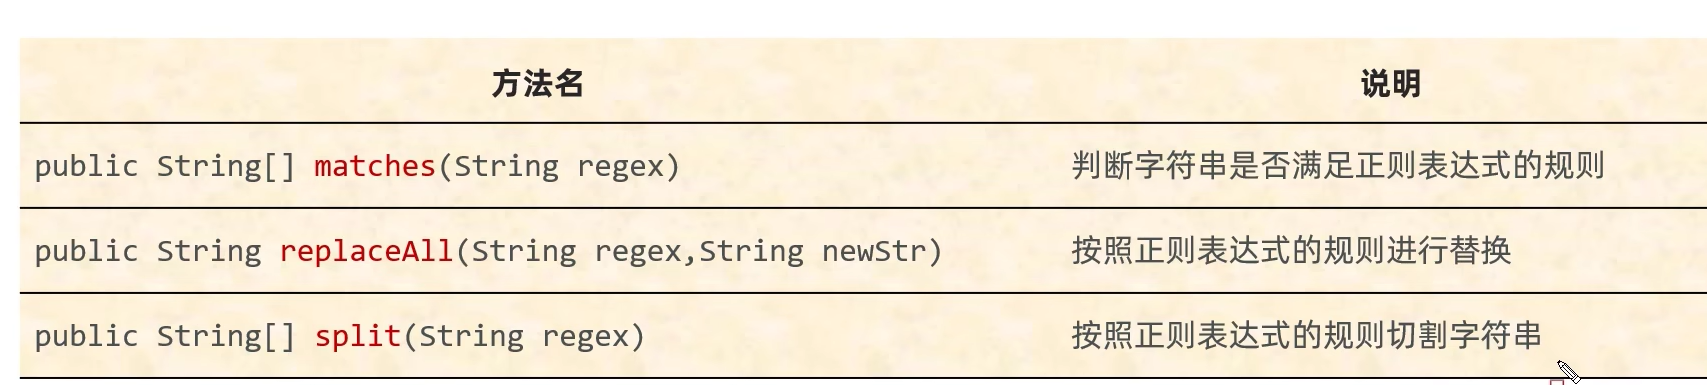 方法名 说明
public String[] matches(String regex) 判断字符串是否满足正则表达式的规则
public String replaceAll(String regex,String newStr) 按照正则表达式的规则进行替换
public String[] split(String regex) 按照正则表达式的规则切割字符串